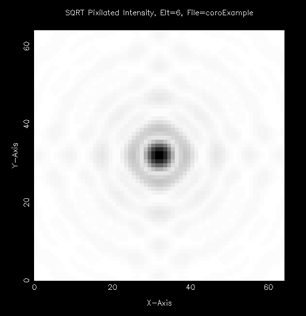 SQRT Pixilated Intensity, Elt=6, File=coroExample
60
40
20
0
Y-Axis
0 20 40 60
X-Axis